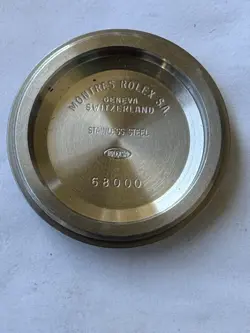 MONTRES ROLEX S.A
GENEVA
SWITZERLAND
STAINLESS STEEL
68000